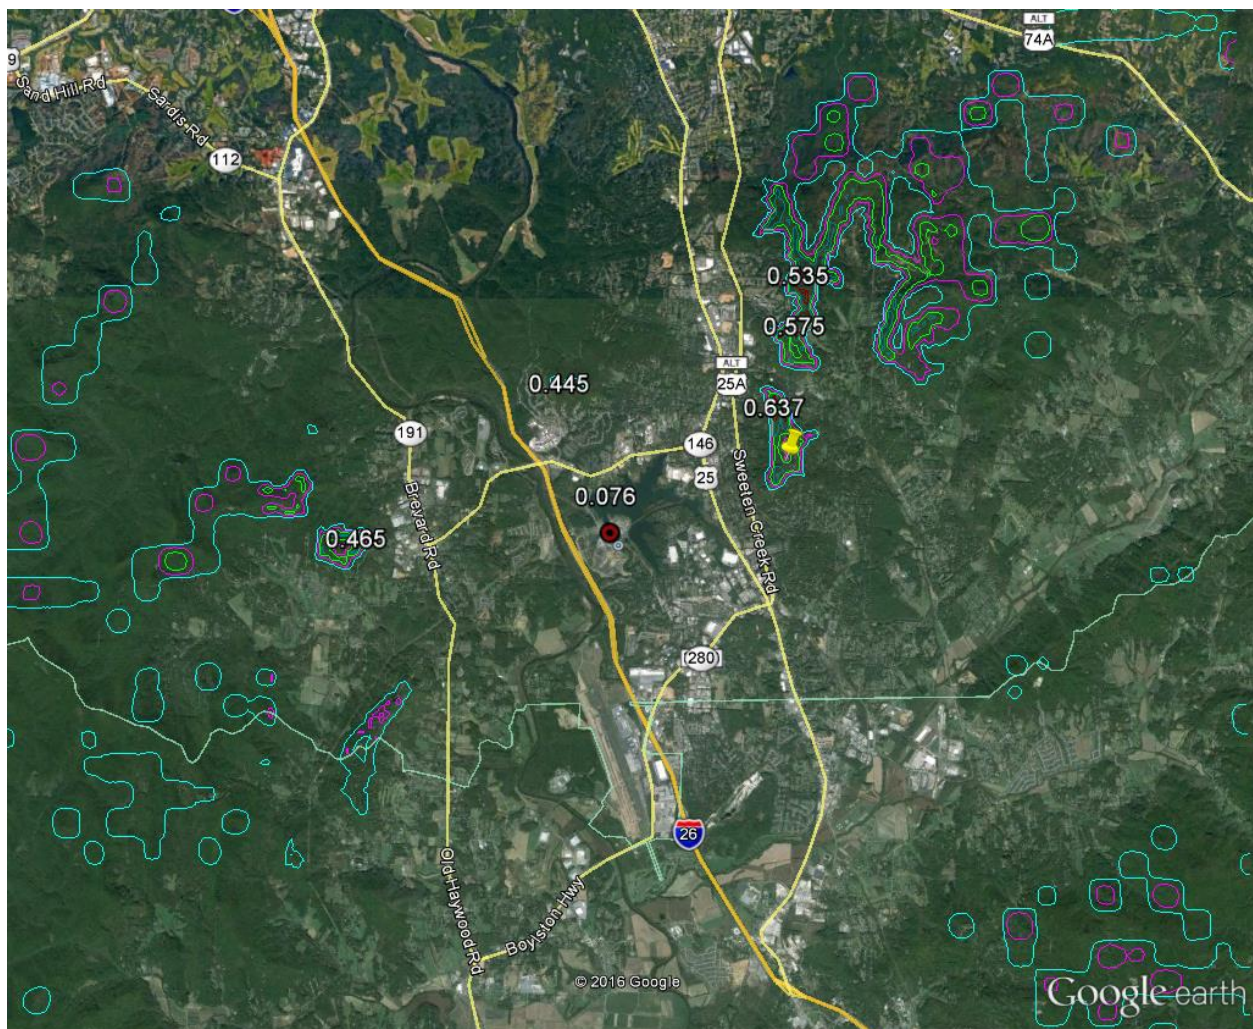 ALT
74A
9
Sand Hill Rd
Sardis Rd
112
0.535
0.575
ALT
25A
0.445
0.637
191
146
25
0.076
Brevard Rd
Sweeten Creek Rd
0.465
(280)
26
Old Haywood Rd
Boylston Hwy
© 2016 Google
Google earth